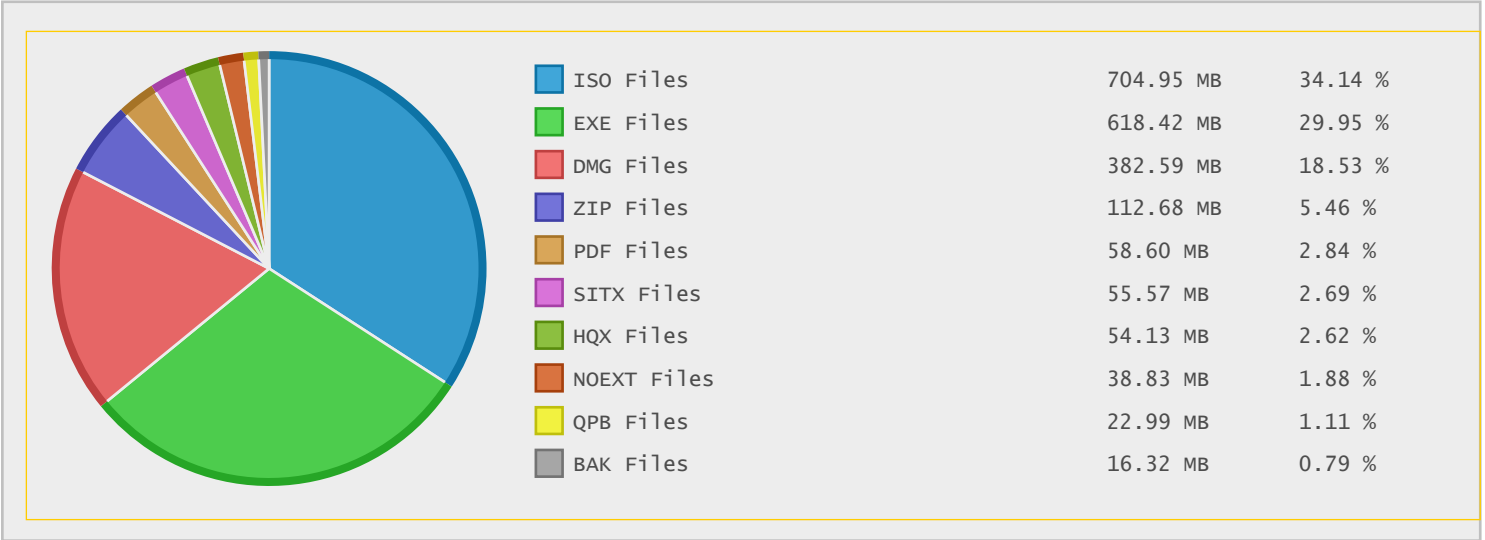 ISO Files 704.95 MB 34.14 %
EXE Files 618.42 MB 29.95 %
DMG Files 382.59 MB 18.53 %
ZIP Files 112.68 MB 5.46 %
PDF Files 58.60 MB 2.84 %
SITX Files 55.57 MB 2.69 %
HQX Files 54.13 MB 2.62 %
NOEXT Files 38.83 MB 1.88 %
QPB Files 22.99 MB 1.11 %
BAK Files 16.32 MB 0.79 %